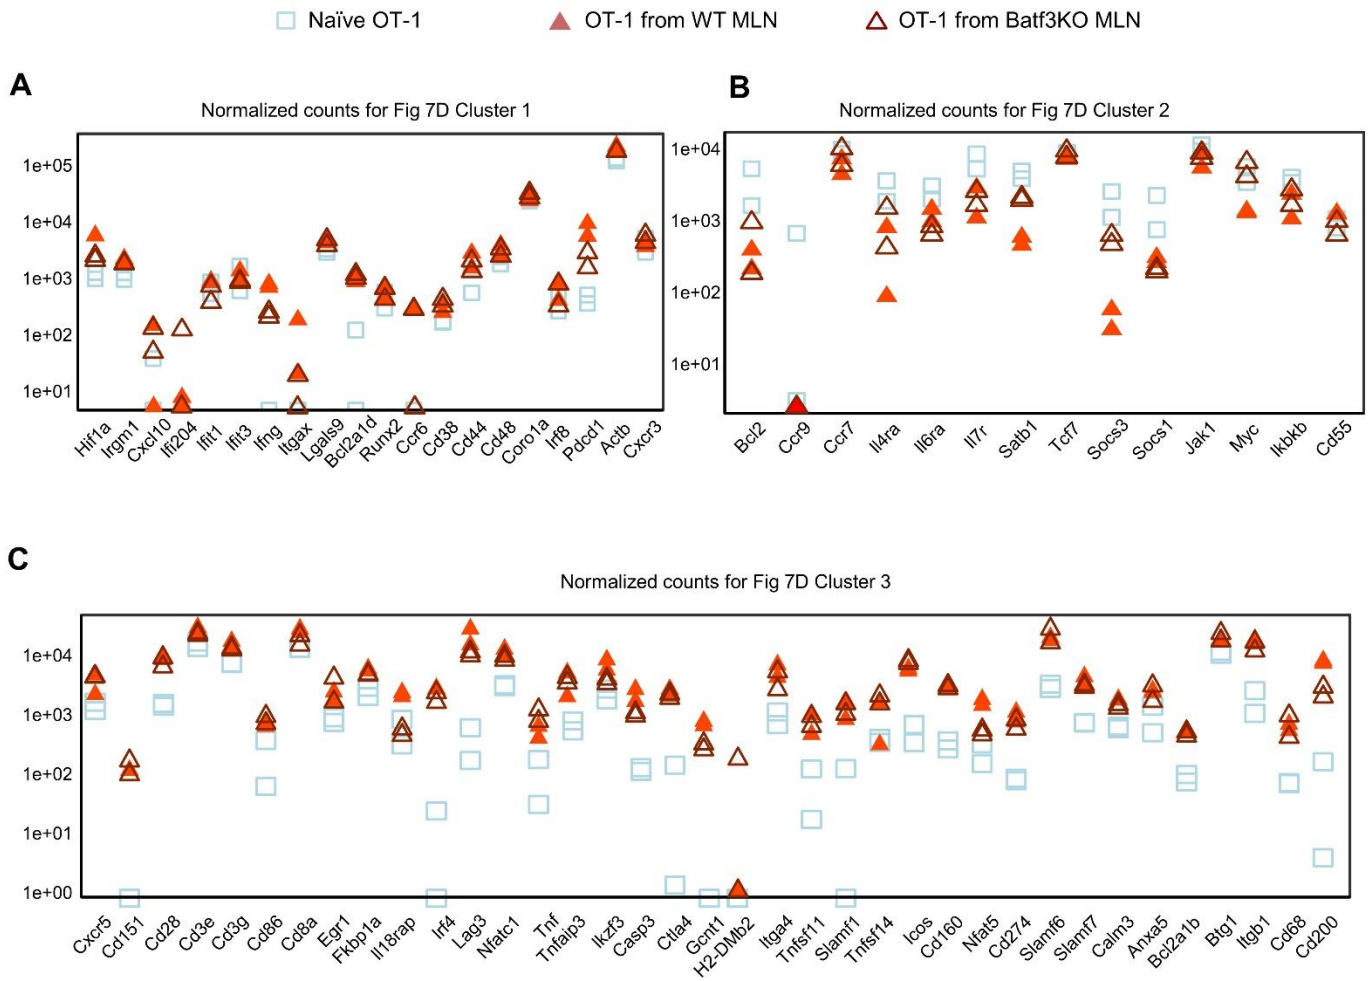 Naïve OT-1
OT-1 from WT MLN
OT-1 from Batf3KO MLN
A
Normalized counts for Fig 7D Cluster 1
1e+05
1e+04
1e+03
1e+02
1e+01
Hif1a
Irgm1
Cxcl10
Ifi204
Ifit1
Ifit3
Ifng
Itgax
Lgals9
Bcl2a1d
Runx2
Ccr6
Cd38
Cd44
Cd48
Coro1a
Irf8
Pdcd1
Actb
Cxcr3
B
Normalized counts for Fig 7D Cluster 2
1e+04
1e+03
1e+02
1e+01
Bcl2
Ccr9
Ccr7
Il4ra
Il6ra
Il7r
Satb1
Tcf7
Socs3
Socs1
Jak1
Myc
Ikbkb
Cd55
C
Normalized counts for Fig 7D Cluster 3
1e+04
1e+03
1e+02
1e+01
1e+00
Cxcr5
Cd151
Cd28
Cd3e
Cd3g
Cd86
Cd8a
Egr1
Fkbp1a
Il18rap
Irf4
Lag3
Nfatc1
Tnf
Tnfaip3
Ikzf3
Casp3
Ctla4
Gcnt1
H2-DMb2
Itga4
Tnfsf11
Slamf1
Tnfsf14
Icos
Cd160
Nfat5
Cd274
Slamf6
Slamf7
Calm3
Anxa5
Bcl2a1b
Btg1
Itgb1
Cd68
Cd200